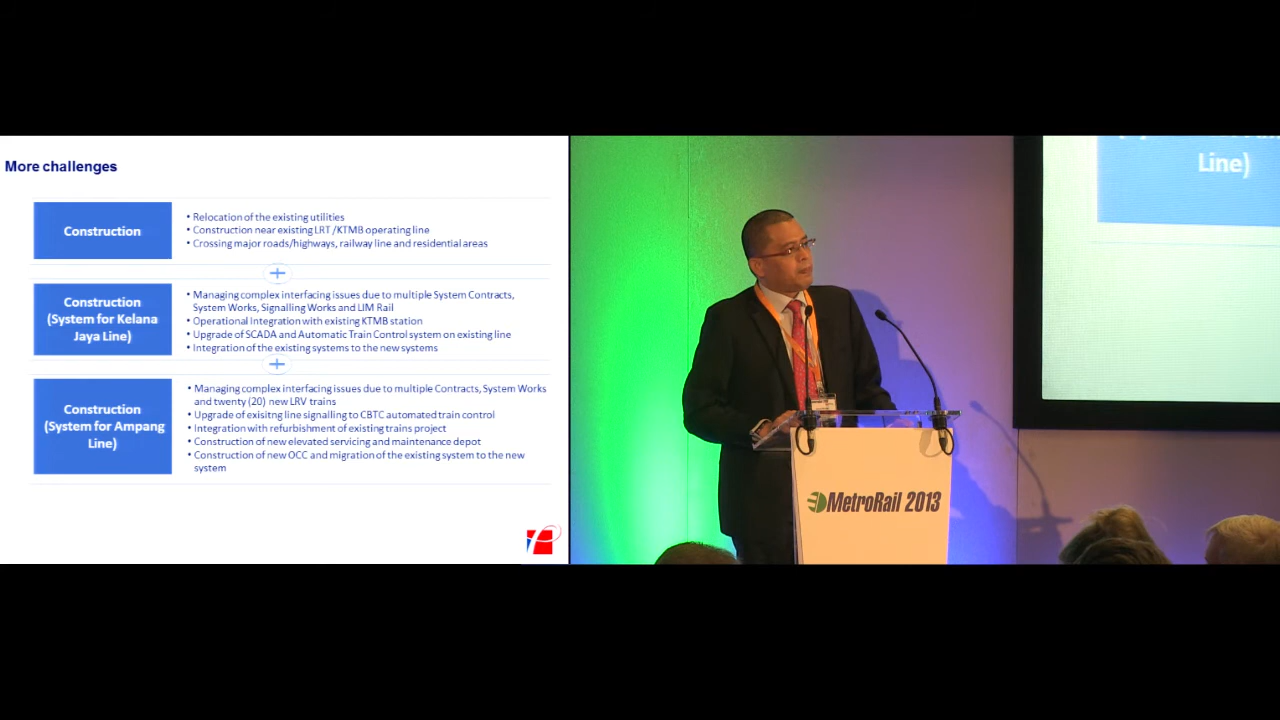 More challenges
Construction
• Relocation of the existing utilities
• Construction near existing LRT /KTMB operating line
• Crossing major roads/highways, railway line and residential areas
Construction
(System for Kelana
Jaya Line)
• Managing complex interfacing issues due to multiple System Contracts,
System Works, Signalling Works and LIM Rail
• Operational Integration with existing KTMB station
• Upgrade of SCADA and Automatic Train Control system on existing line
• Integration of the existing systems to the new systems
Construction
(System for Ampang
Line)
• Managing complex interfacing issues due to multiple Contracts, System Works
and twenty (20) new LRV trains
• Upgrade of exisitng line signalling to CBTC automated train control
• Integration with refurbishment of existing trains project
• Construction of new elevated servicing and maintenance depot
• Construction of new OCC and migration of the existing system to the new
system
Line)
MetroRail 2013